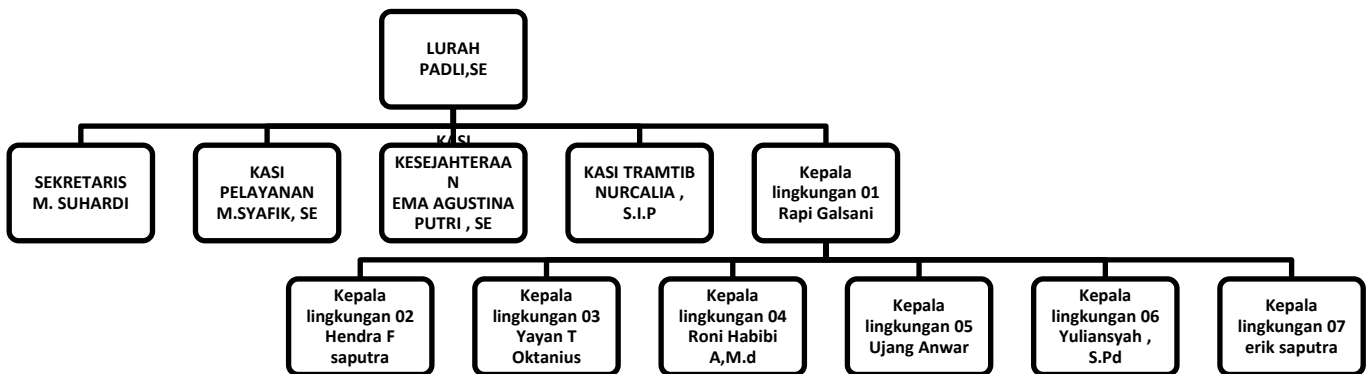 LURAH
PADLI,SE
SEKRETARIS
M. SUHARDI
KASI
PELAYANAN
M.SYAFIK, SE
KASI
KESEJAHTERAA
N
EMA AGUSTINA
PUTRI , SE
KASI TRAMTIB
NURCALIA ,
S.I.P
Kepala
lingkungan 01
Rapi Galsani
Kepala
lingkungan 02
Hendra F
saputra
Kepala
lingkungan 03
Yayan T
Oktanius
Kepala
lingkungan 04
Roni Habibi
A,M.d
Kepala
lingkungan 05
Ujang Anwar
Kepala
lingkungan 06
Yuliansyah ,
S.Pd
Kepala
lingkungan 07
erik saputra